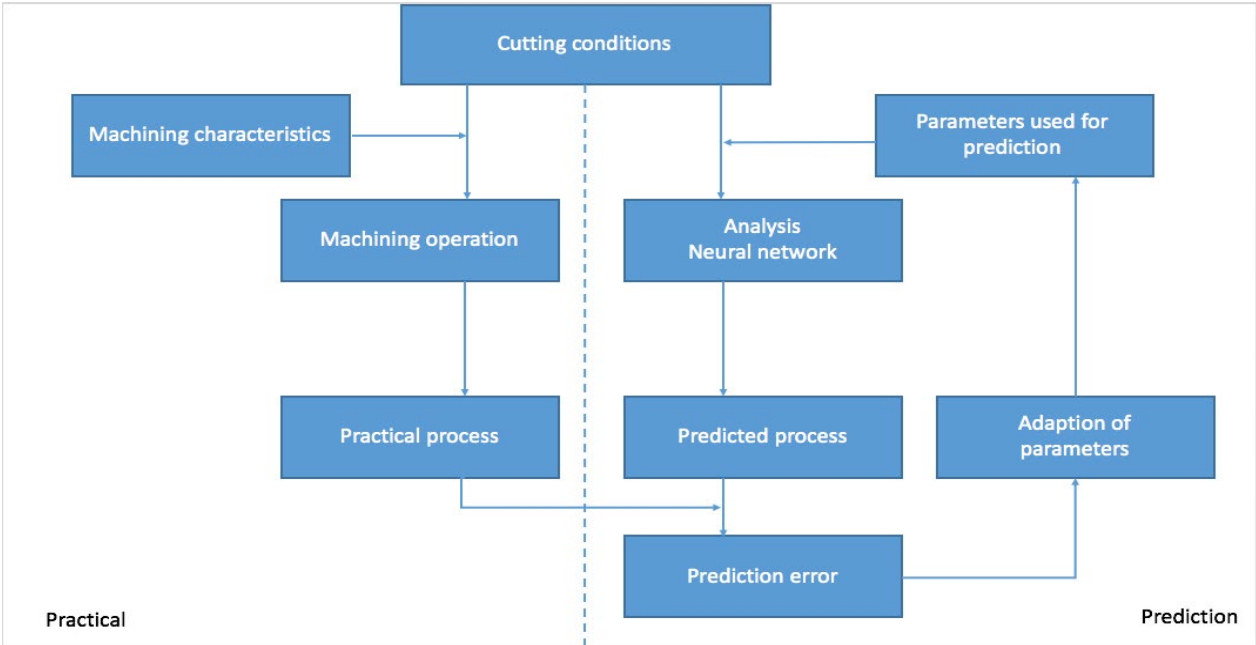 Cutting conditions
Machining characteristics
Parameters used for
prediction
Machining operation
Analysis
Neural network
Practical process
Predicted process
Adaption of
parameters
Prediction error
Practical
Prediction